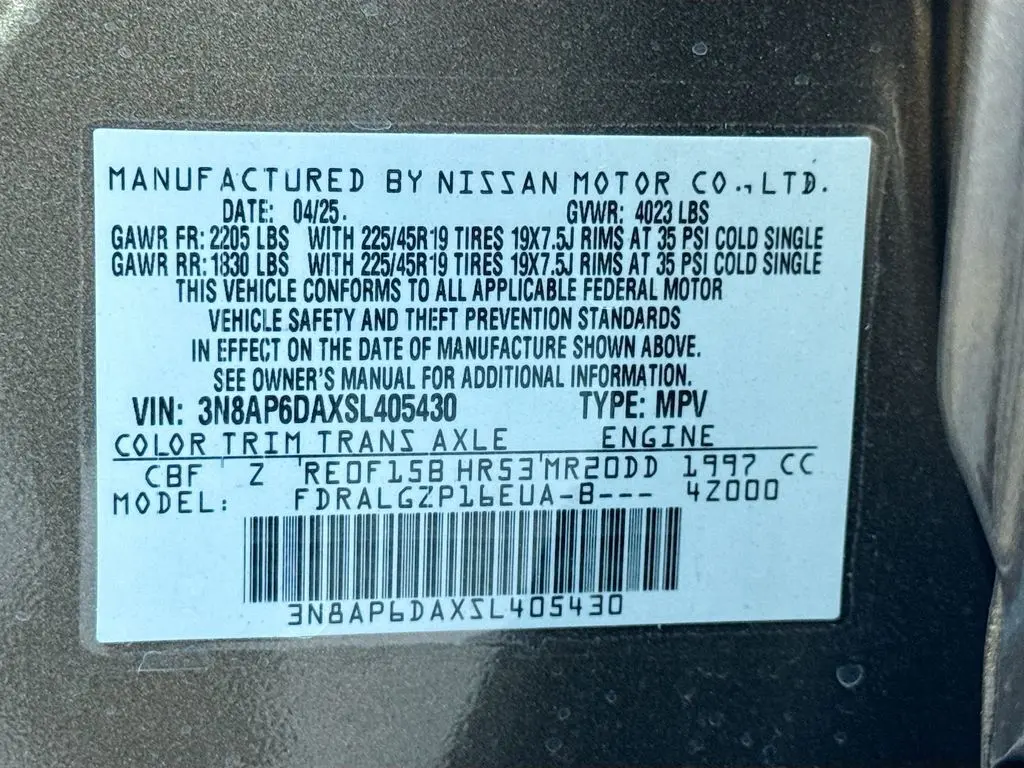 MANUFACTURED BY NISSAN MOTOR CO.,LTD.
DATE: 04/25. GVWR: 4023 LBS
GAWR FR: 2205 LBS WITH 225/45R19 TIRES 19X7.5J RIMS AT 35 PSI COLD SINGLE
GAWR RR: 1830 LBS WITH 225/45R19 TIRES 19X7.5J RIMS AT 35 PSI COLD SINGLE
THIS VEHICLE CONFORMS TO ALL APPLICABLE FEDERAL MOTOR
VEHICLE SAFETY AND THEFT PREVENTION STANDARDS
IN EFFECT ON THE DATE OF MANUFACTURE SHOWN ABOVE.
SEE OWNER'S MANUAL FOR ADDITIONAL INFORMATION.
VIN: 3N8AP6DAXSL405430 TYPE: MPV
COLOR TRIM TRANS AXLE ENGINE
CBF Z RE0F15B HR53 MR20DD 1997 CC
MODEL: FDRALGZP16EUA-B--- 4Z000
3N8AP6DAXSL405430